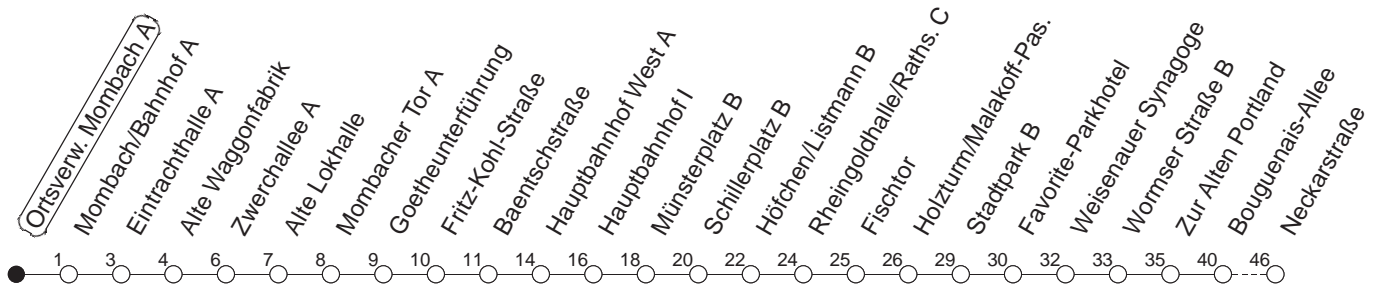 Ortsverw. Mombach A
Mombach/Bahnhof A
Eintrachthalle A
Alte Waggonfabrik
Zwerchallee A
Alte Lokhalle
Mombacher Tor A
Goetheunterführung
Fritz-Kohl-Straße
Baentschstraße
Hauptbahnhof West A
Hauptbahnhof I
Münsterplatz B
Schillerplatz B
Höfchen/Listmann B
Rheingoldhalle/Raths. C
Fischtor
Holzturm/Malakoff-Pas.
Stadtpark B
Favorite-Parkhotel
Weisenauer Synagoge
Wormser Straße B
Zur Alten Portland
Bouguenais-Allee
Neckarstraße
1 3 4 6 7 8 9 10 11 14 16 18 20 22 24 25 26 29 30 32 33 35 40 46